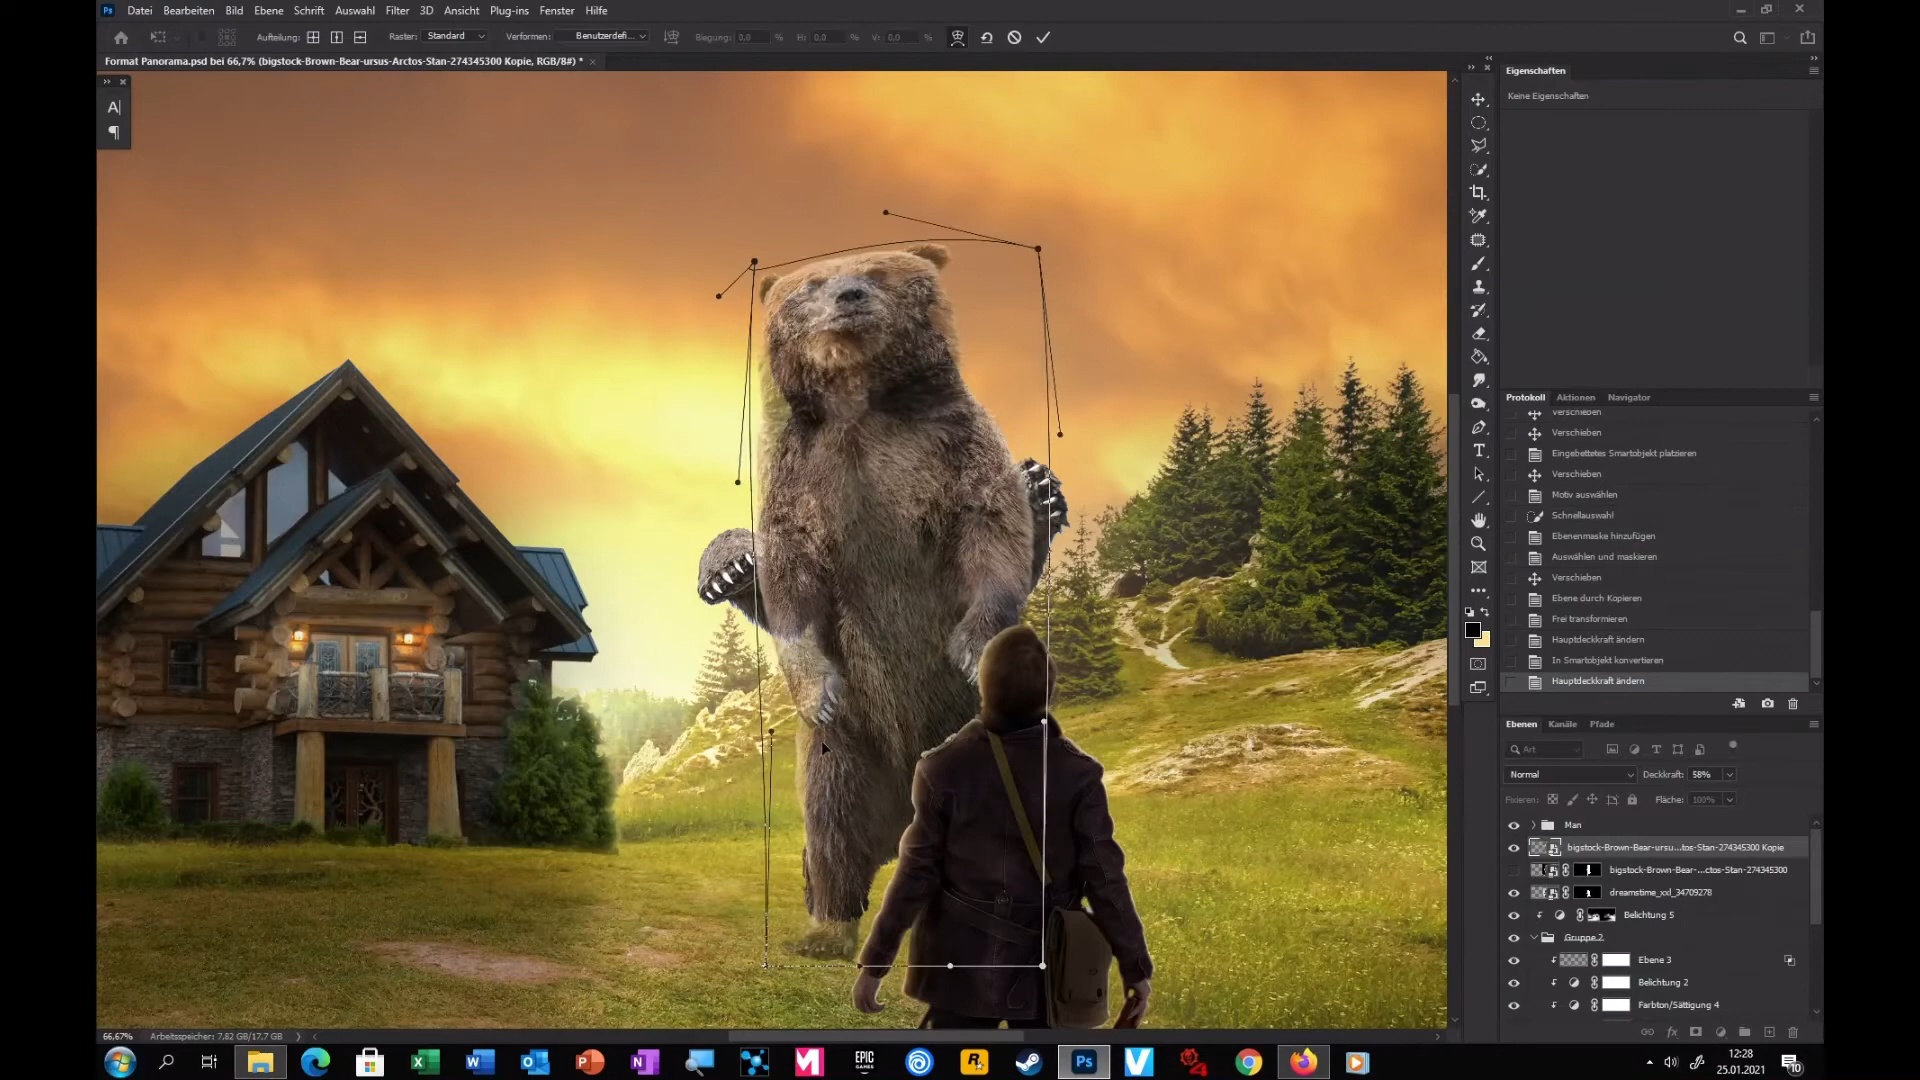 Ps Datei Bearbeiten Bild Ebene Schrift Auswahl Filter 3D Ansicht Plug-ins Fenster Hilfe
Aufteilung: Raster: Standard Verformen: Benutzerdefi... Biegung: 0,0 % H: 0,0 % V: 0,0 %
Format Panorama.psd bei 66,7% (bigstock-Brown-Bear-ursus-Arctos-Stan-274345300 Kopie, RGB/8#) *
Eigenschaften
Keine Eigenschaften
Protokoll Aktionen Navigator
Verschieben
Verschieben
Eingebettetes Smartobjekt platzieren
Verschieben
Motiv auswählen
Schnellauswahl
Ebenenmaske hinzufügen
Auswählen und maskieren
Verschieben
Ebene durch Kopieren
Frei transformieren
Hauptdeckkraft ändern
In Smartobjekt konvertieren
Hauptdeckkraft ändern
Ebenen Kanäle Pfade
Art
Normal Deckkraft: 58%
Fixieren: Fläche: 100%
Man
bigstock-Brown-Bear-ursu...tos-Stan-274345300 Kopie
bigstock-Brown-Bear-...ctos-Stan-274345300
dreamstime_xxl_34709278
Belichtung 5
Gruppe 2
Ebene 3
Belichtung 2
Farbton/Sättigung 4
66,67% Arbeitsspeicher: 7,82 GB/17,7 GB
EPIC GAMES
Ps
12:28
25.01.2021
10